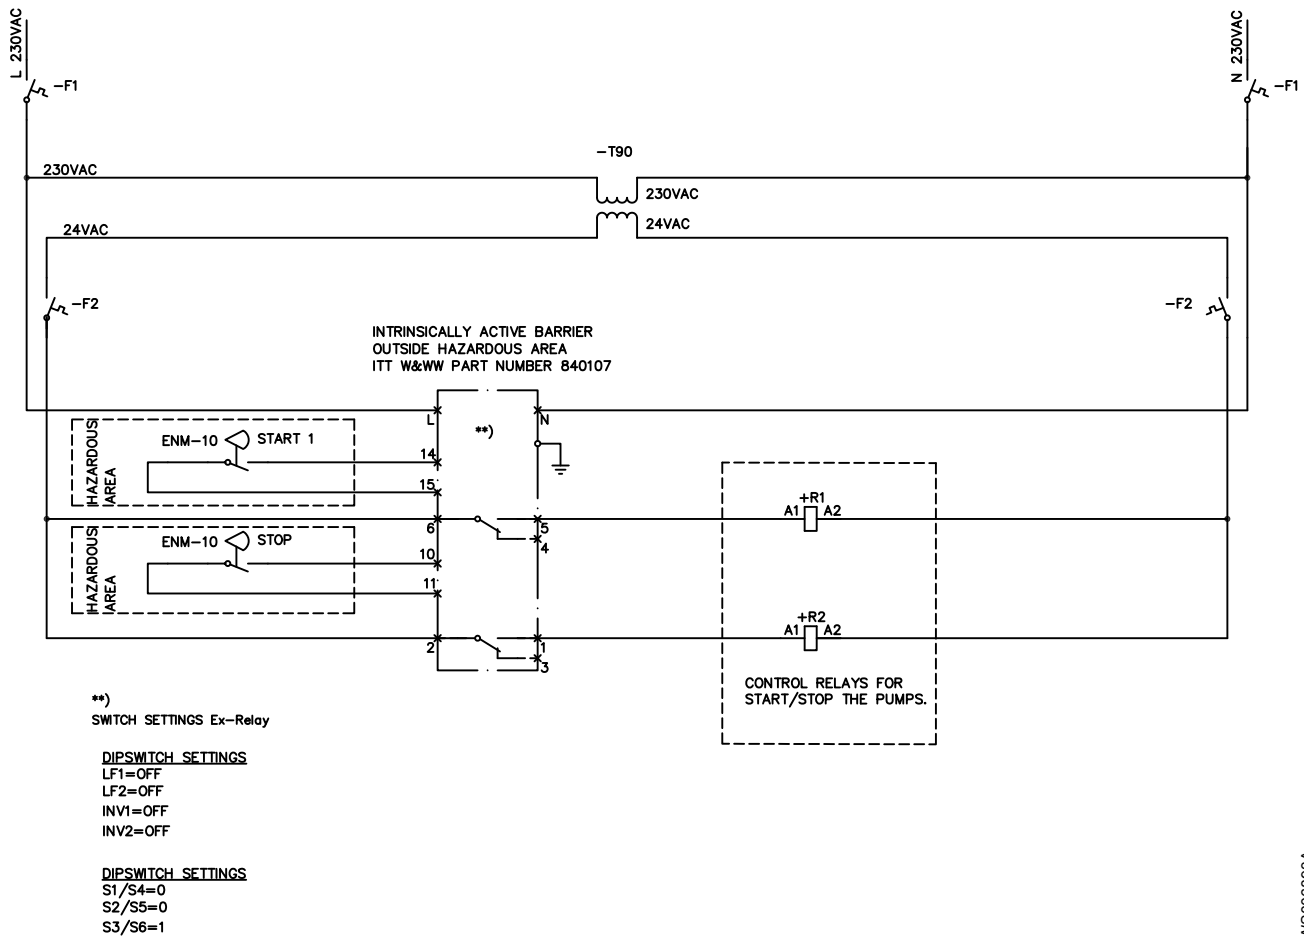 L 230VAC
N 230VAC
-F1
-F1
-T90
230VAC
230VAC
24VAC
24VAC
-F2
-F2
INTRINSICALLY ACTIVE BARRIER
OUTSIDE HAZARDOUS AREA
ITT W&WW PART NUMBER 840107
L
N
**)
HAZARDOUS
AREA
ENM-10
START 1
14
15
6
5
4
+R1
A1
A2
HAZARDOUS
AREA
ENM-10
STOP
10
11
2
1
3
+R2
A1
A2
CONTROL RELAYS FOR
START/STOP THE PUMPS.
**)
SWITCH SETTINGS Ex-Relay
DIPSWITCH SETTINGS
LF1=OFF
LF2=OFF
INV1=OFF
INV2=OFF
DIPSWITCH SETTINGS
S1/S4=0
S2/S5=0
S3/S6=1